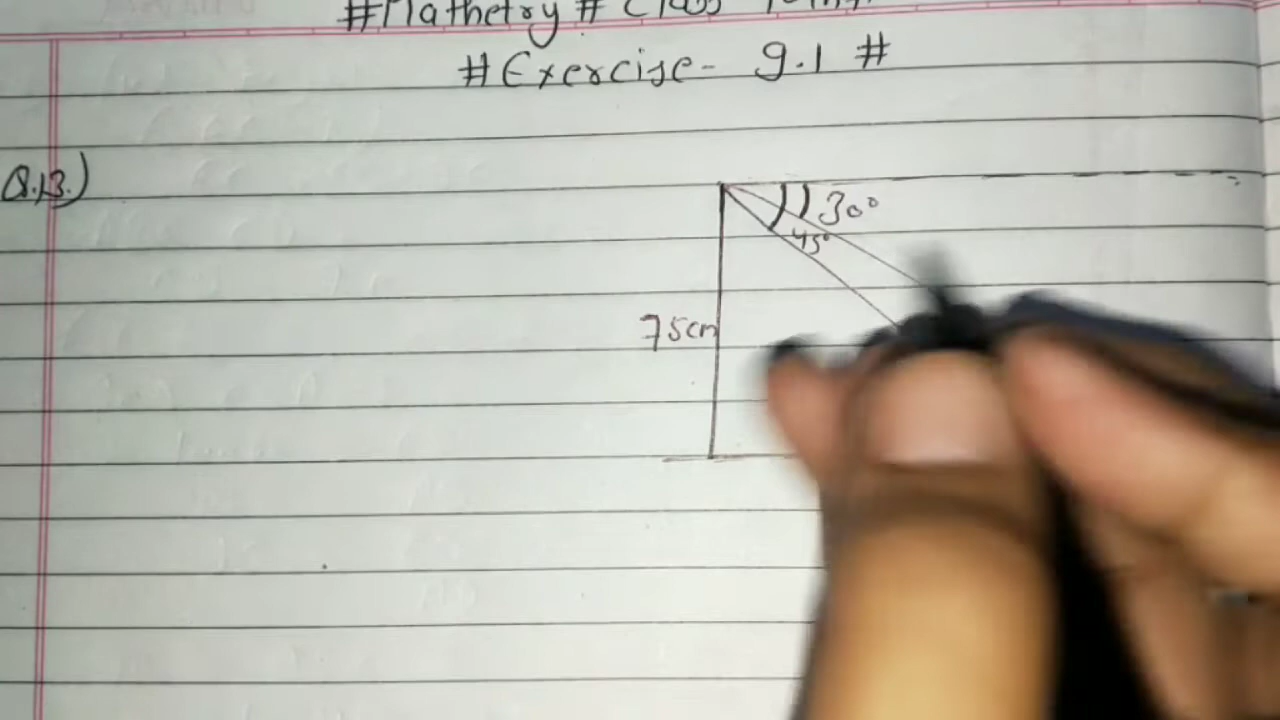 #Mathetry # Class
#Exercise- 9.1 #
Q.13.)
30°
45°
75cm